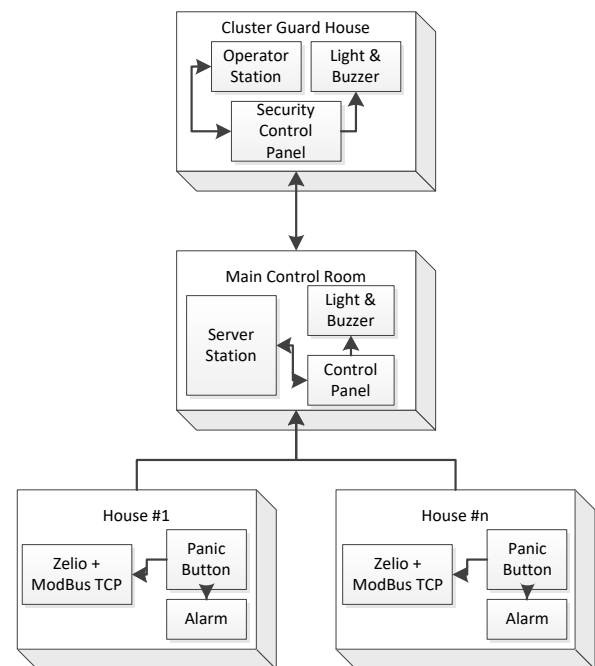 Cluster Guard House
Operator
Station
Light &
Buzzer
Security
Control
Panel
Main Control Room
Server
Station
Light &
Buzzer
Control
Panel
House #1
Zelio +
ModBus TCP
Panic
Button
Alarm
House #n
Zelio +
ModBus TCP
Panic
Button
Alarm